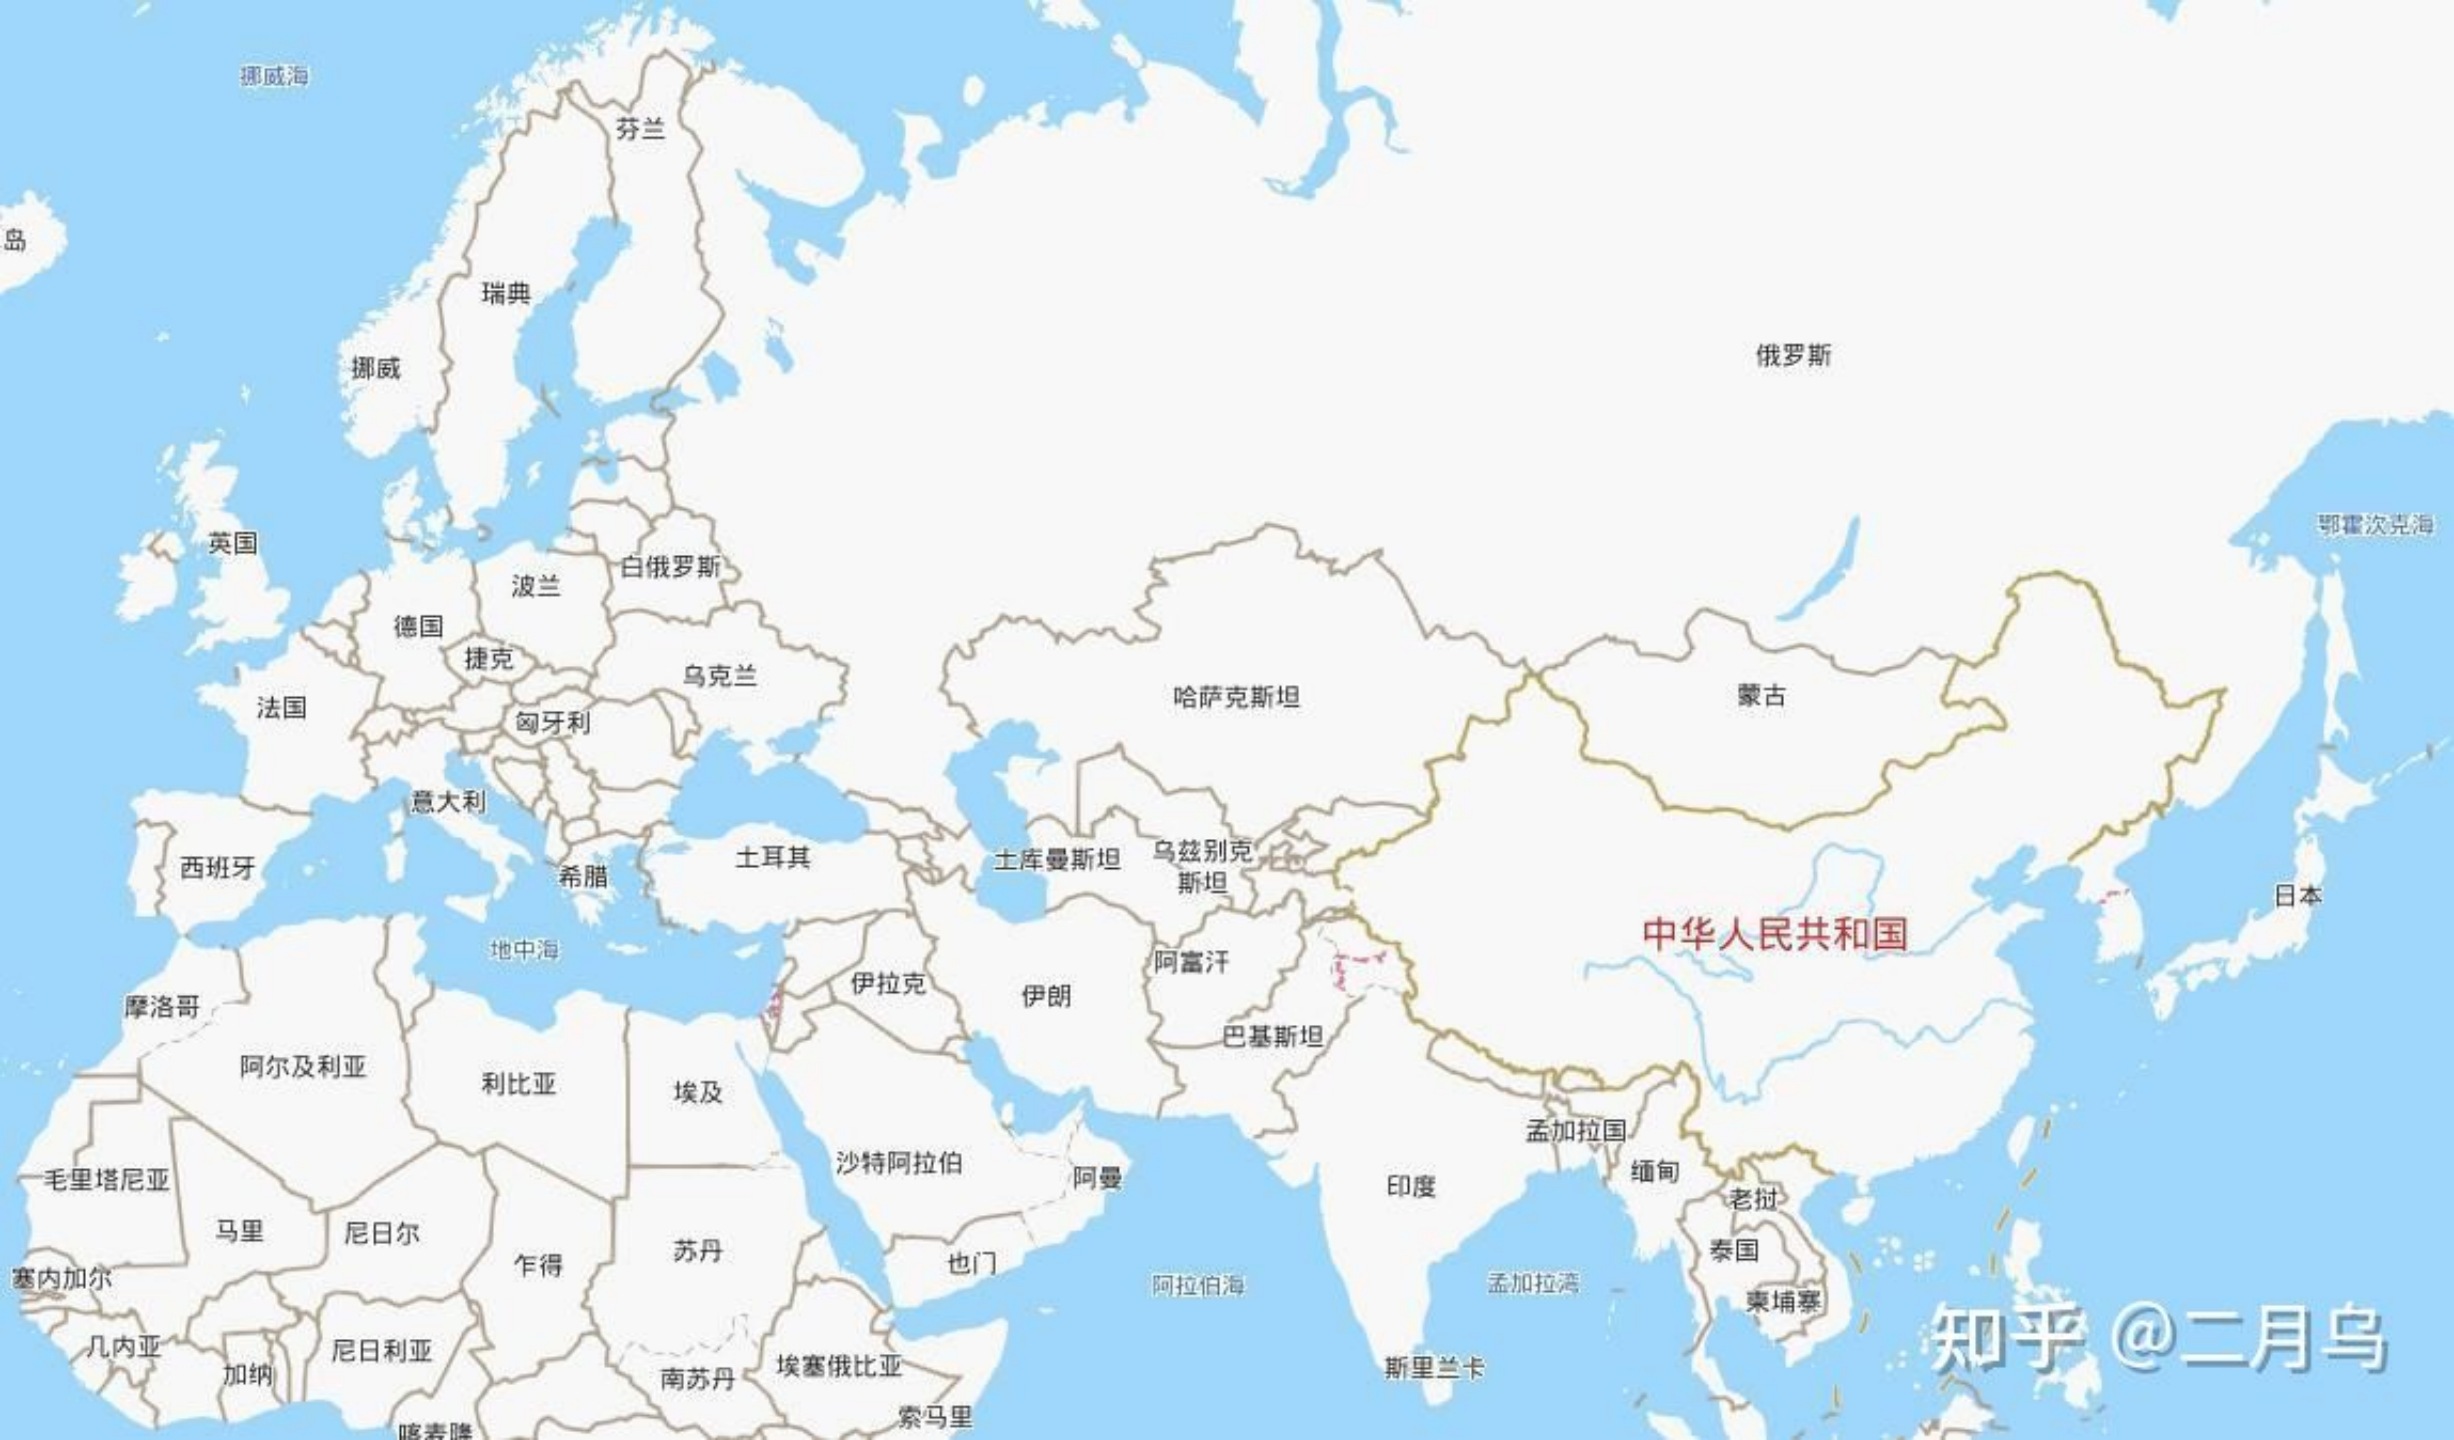 挪威海
芬兰
岛
瑞典
俄罗斯
挪威
鄂霍次克海
英国
白俄罗斯
波兰
德国
捷克
乌克兰
哈萨克斯坦
蒙古
法国
匈牙利
意大利
土耳其
土库曼斯坦
乌兹别克
斯坦
西班牙
希腊
日本
中华人民共和国
地中海
阿富汗
伊拉克
伊朗
摩洛哥
巴基斯坦
阿尔及利亚
利比亚
埃及
孟加拉国
沙特阿拉伯
缅甸
毛里塔尼亚
阿曼
印度
老挝
马里
尼日尔
苏丹
泰国
乍得
也门
塞内加尔
阿拉伯海
孟加拉湾
柬埔寨
几内亚
尼日利亚
加纳
南苏丹
埃塞俄比亚
斯里兰卡
索马里
喀麦隆
知乎 @二月乌